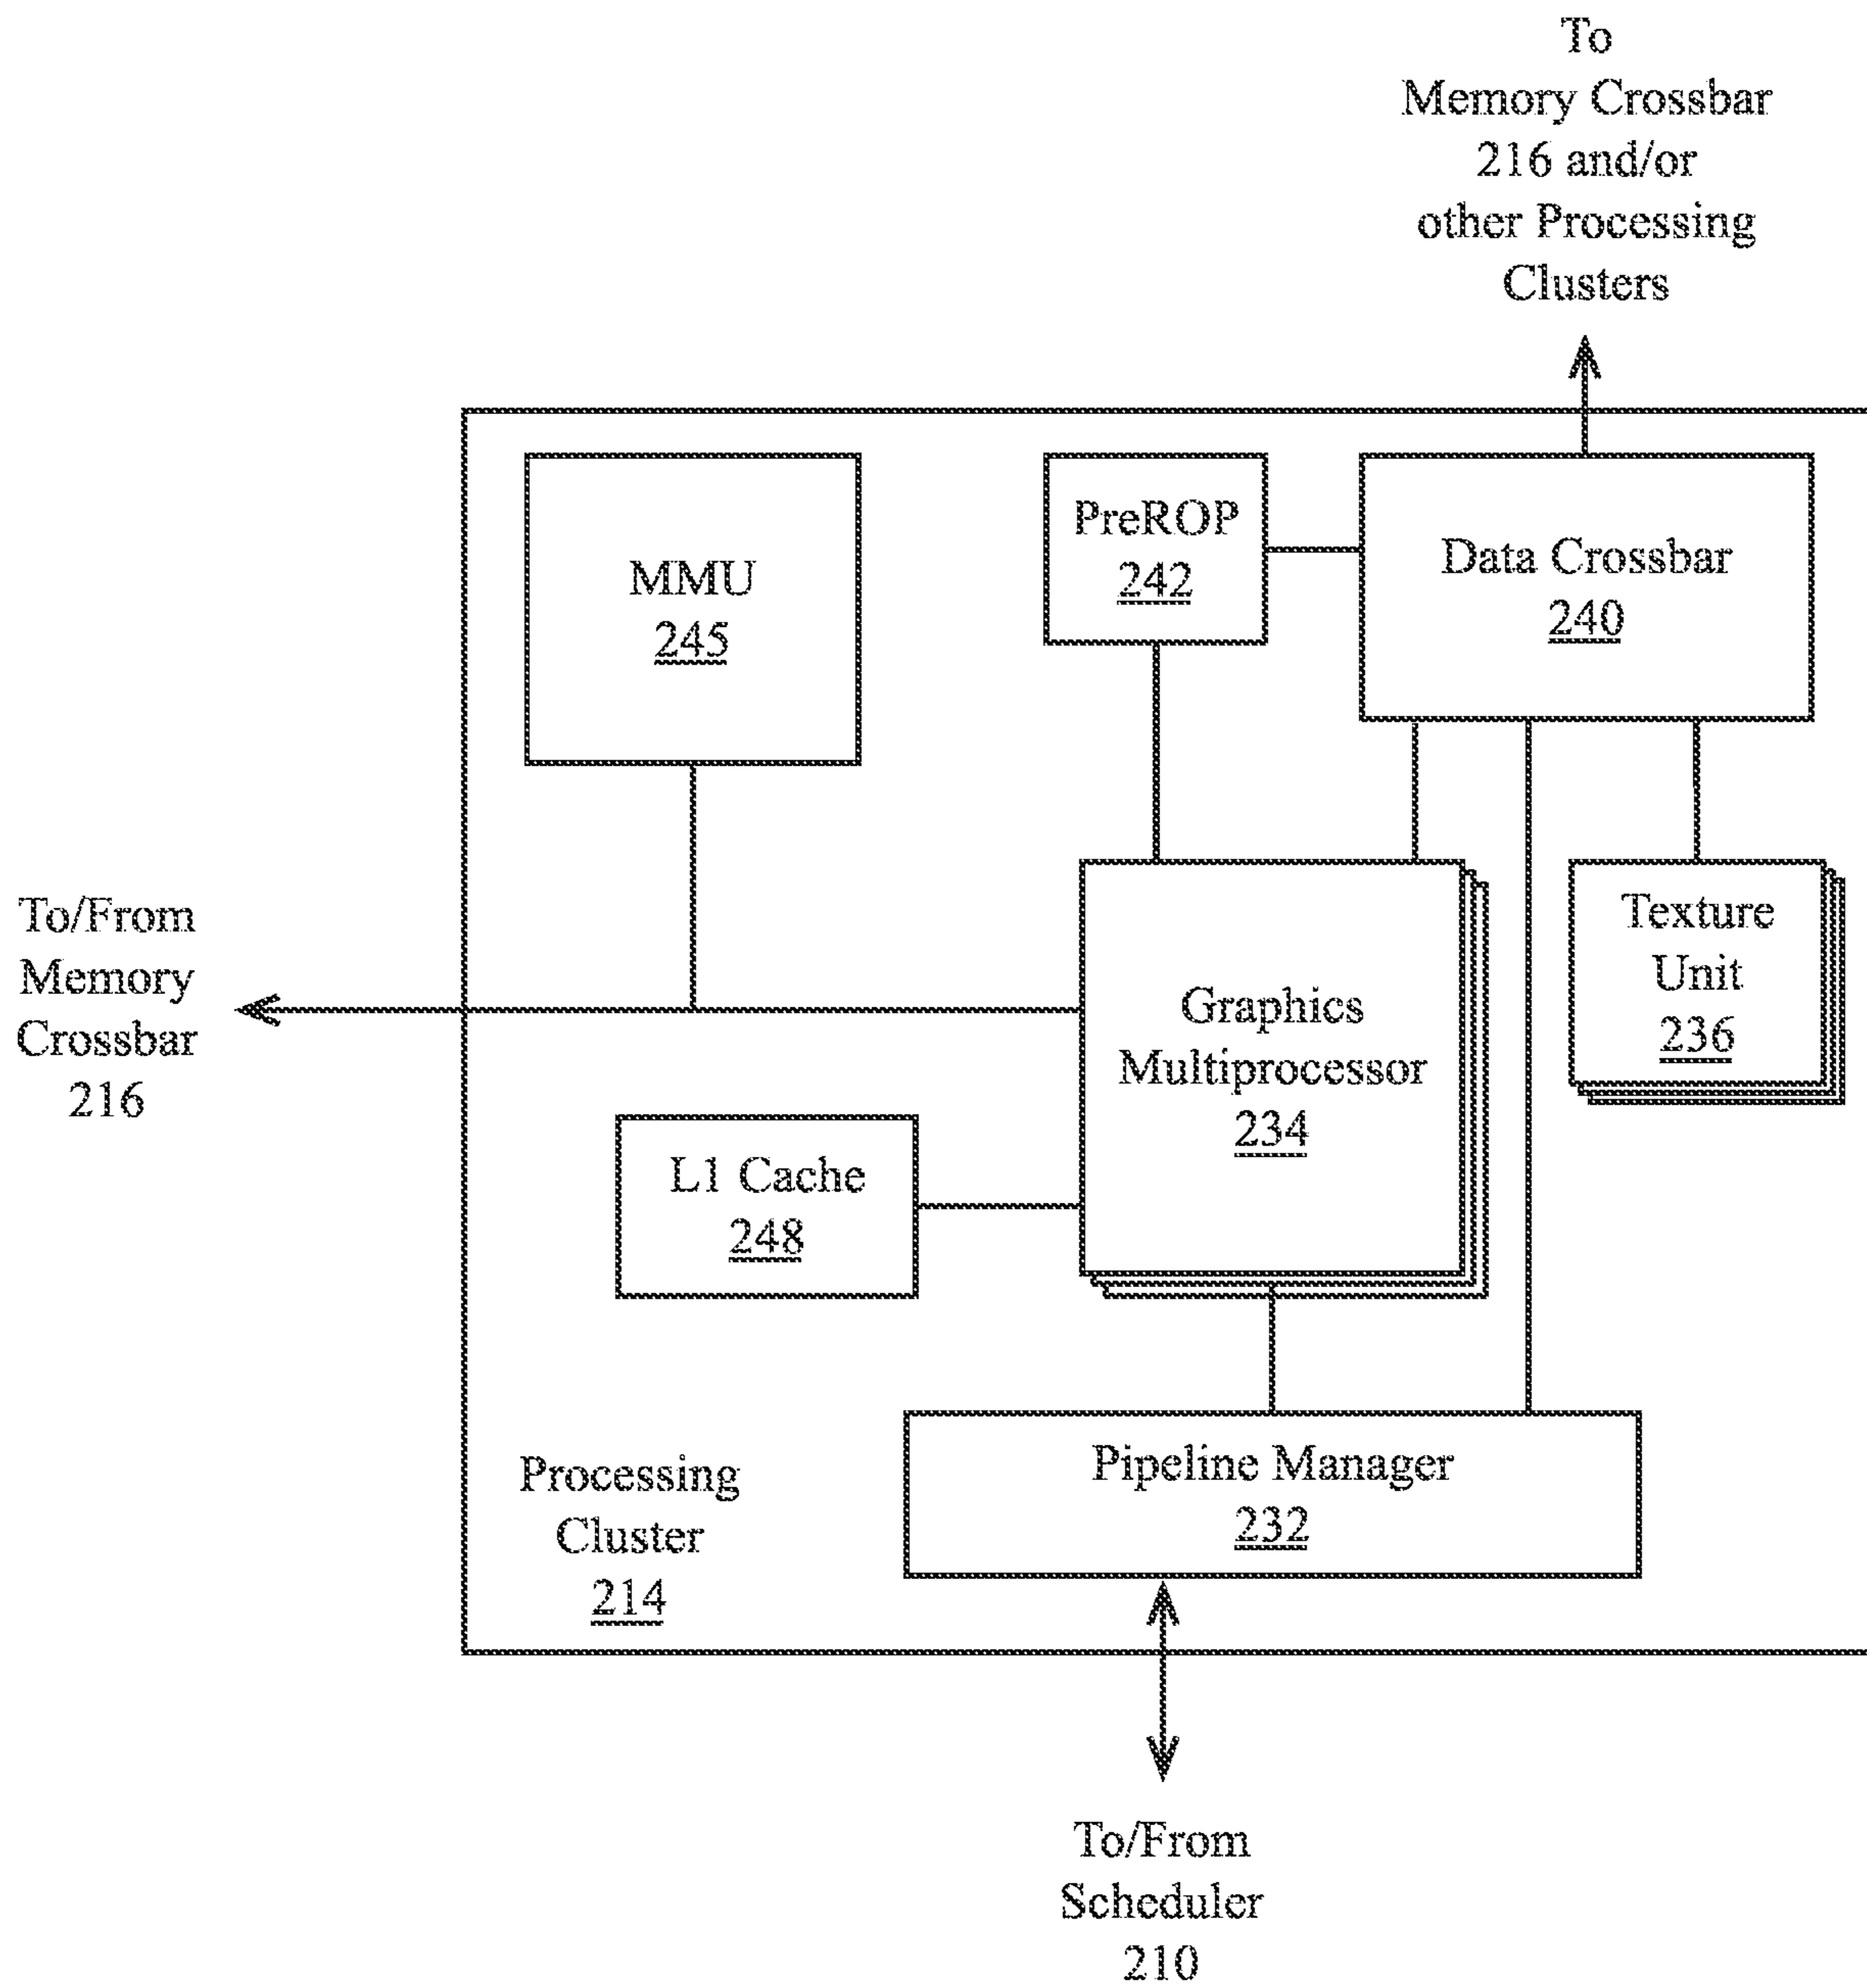 To
Memory Crossbar
216 and/or
other Processing
Clusters
MMU
245
PreROP
242
Data Crossbar
240
To/From
Memory
Crossbar
216
Graphics
Multiprocessor
234
Texture
Unit
236
L1 Cache
248
Processing
Cluster
214
Pipeline Manager
232
To/From
Scheduler
210